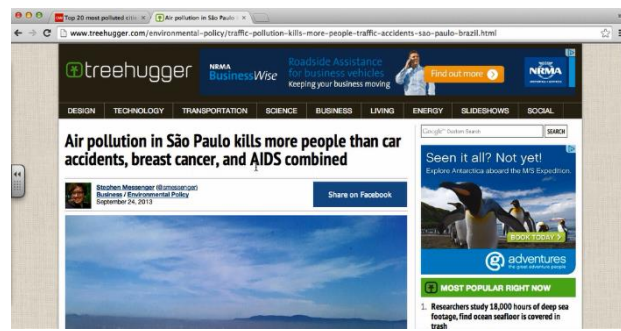 Top 20 most polluted citie
Air pollution in São Paulo
www.treehugger.com/environmental-policy/traffic-pollution-kills-more-people-traffic-accidents-sao-paulo-brazil.html
treehugger
NRMA
BusinessWise
Roadside Assistance
for business vehicles
Keeping your business moving
Find out more
NRMA
DESIGN TECHNOLOGY TRANSPORTATION SCIENCE BUSINESS LIVING ENERGY SLIDESHOWS SOCIAL
Air pollution in São Paulo kills more people than car
accidents, breast cancer, and AIDS combined
Stephen Messenger (@smessenger)
Business / Environmental Policy
September 24, 2013
Share on Facebook
Google™ Custom Search SEARCH
Seen it all? Not yet!
Explore Antarctica aboard the M/S Expedition.
BOOK TODAY >
g adventures
the great adventure people
MOST POPULAR RIGHT NOW
1. Researchers study 18,000 hours of deep sea
footage, find ocean seafloor is covered in
trash